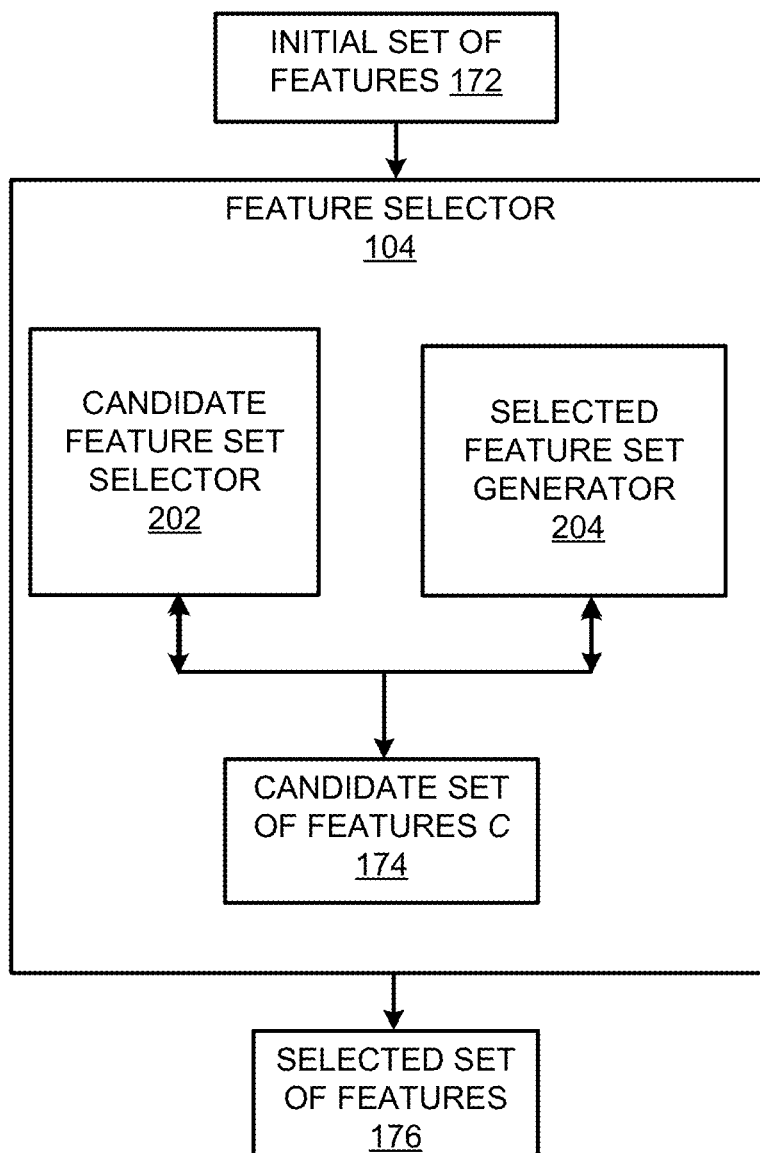 INITIAL SET OF
FEATURES 172
FEATURE SELECTOR
104
CANDIDATE
FEATURE SET
SELECTOR
202
SELECTED
FEATURE SET
GENERATOR
204
CANDIDATE SET
OF FEATURES C
174
SELECTED SET
OF FEATURES
176